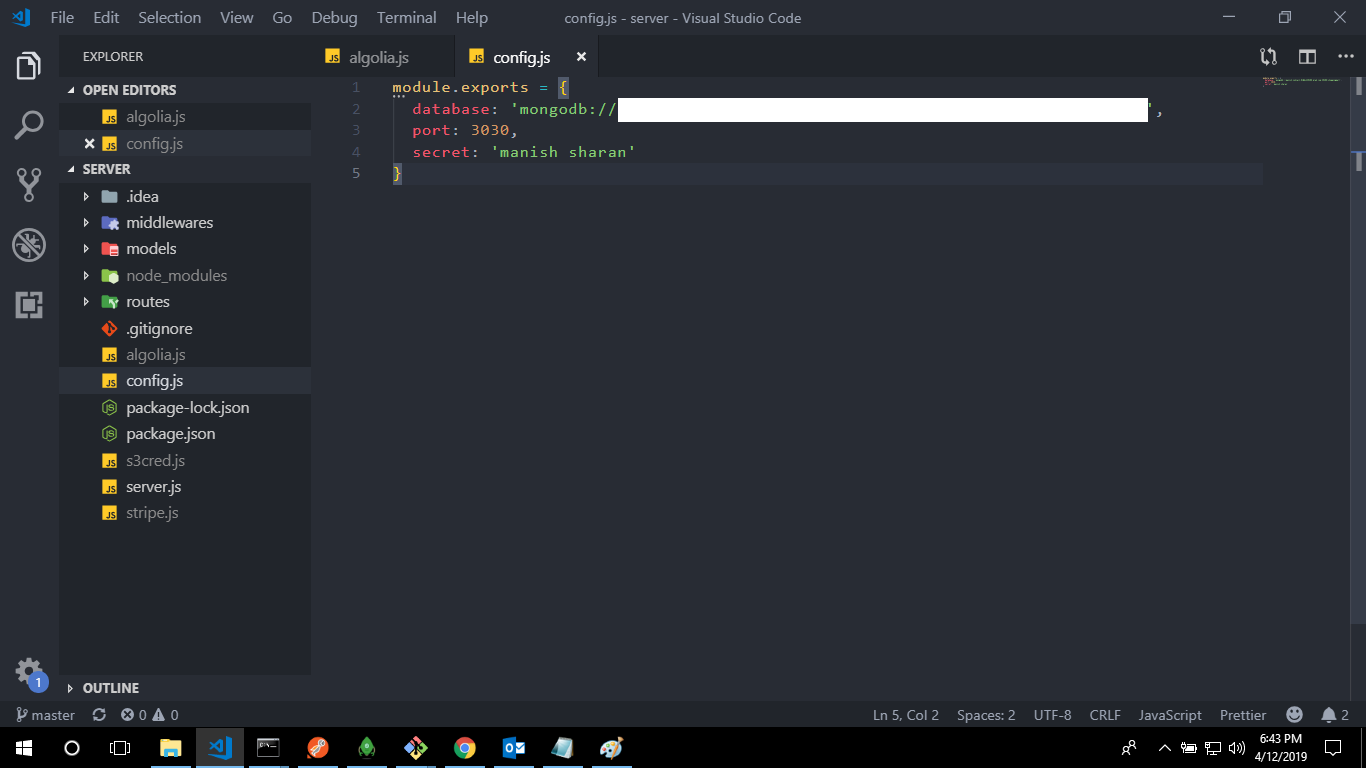 File Edit Selection View Go Debug Terminal Help config.js - server - Visual Studio Code
EXPLORER
OPEN EDITORS
algolia.js
config.js
SERVER
.idea
middlewares
models
node_modules
routes
.gitignore
algolia.js
config.js
package-lock.json
package.json
s3cred.js
server.js
stripe.js
OUTLINE
algolia.js config.js
1 module.exports = {
2 database: 'mongodb:// ',
3 port: 3030,
4 secret: 'manish sharan'
5 }
1
master 0 0 Ln 5, Col 2 Spaces: 2 UTF-8 CRLF JavaScript Prettier 2
6:43 PM
4/12/2019